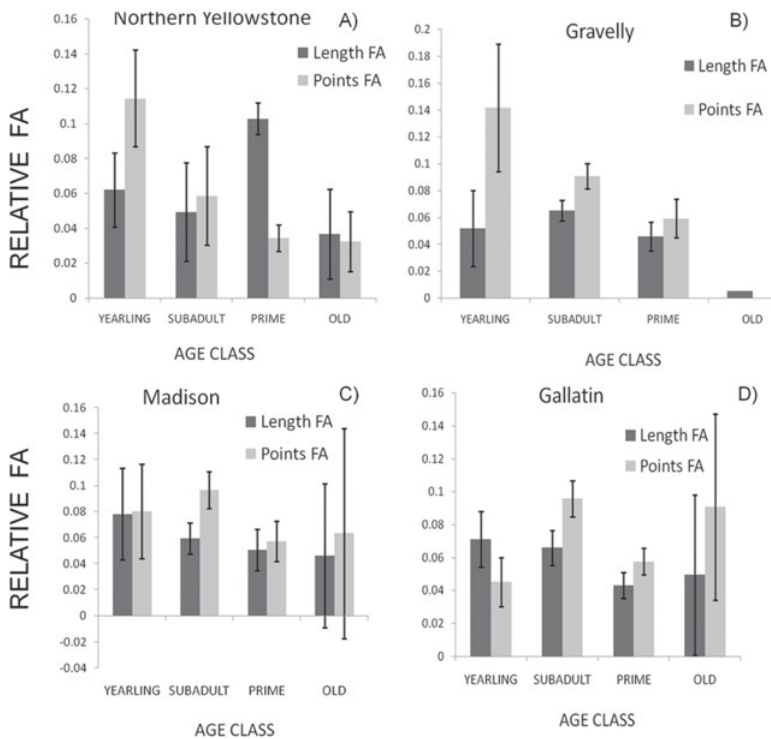 Northern Yellowstone
A)
Length FA
Points FA
0.16
0.14
0.12
0.1
0.08
0.06
0.04
0.02
0
RELATIVE FA
YEARLING SUBADULT PRIME OLD
AGE CLASS
Gravelly
B)
Length FA
Points FA
0.2
0.18
0.16
0.14
0.12
0.1
0.08
0.06
0.04
0.02
0
YEARLING SUBADULT PRIME OLD
AGE CLASS
Madison
C)
Length FA
Points FA
0.16
0.14
0.12
0.1
0.08
0.06
0.04
0.02
0
-0.02
-0.04
RELATIVE FA
YEARLING SUBADULT PRIME OLD
AGE CLASS
Gallatin
D)
Length FA
Points FA
0.16
0.14
0.12
0.1
0.08
0.06
0.04
0.02
0
YEARLING SUBADULT PRIME OLD
AGE CLASS